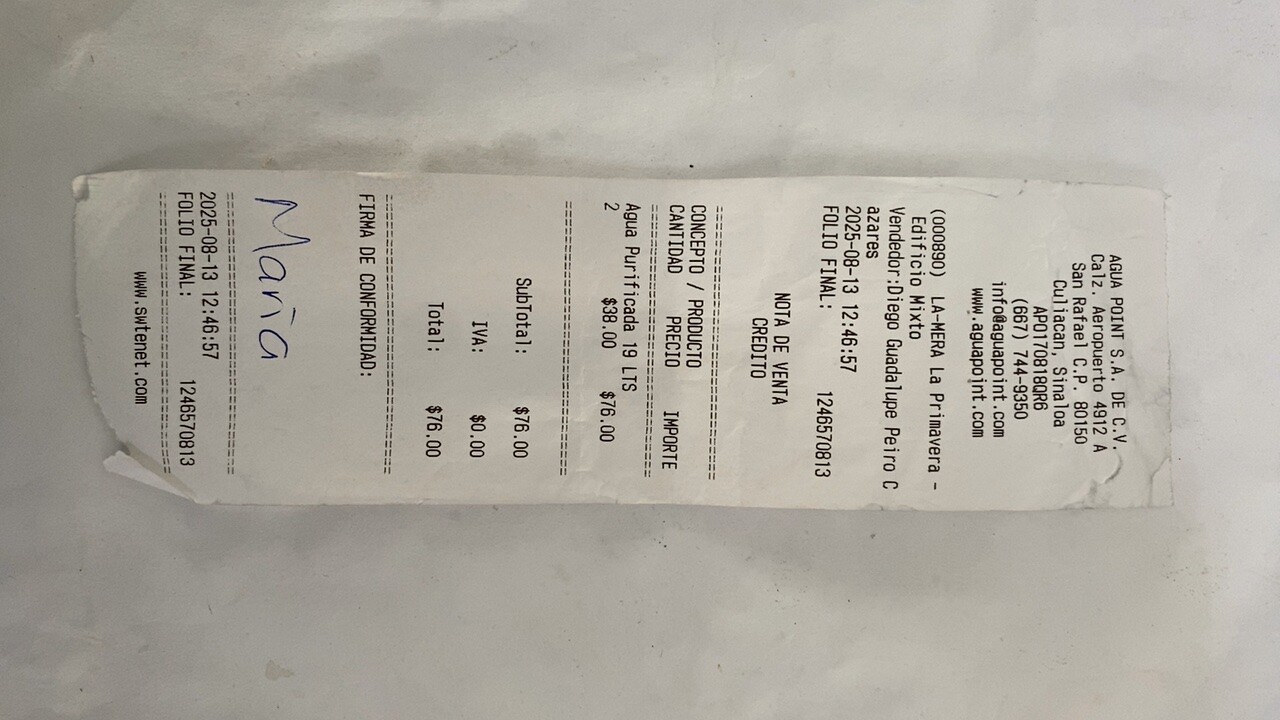 AGUA POINT S.A. DE C.V.
Calz. Aeropuerto 4912 A
San Rafael C.P. 80150
Culiacan, Sinaloa
APO170818QR6
(667) 744-9350
info@aguapoint.com
www.aguapoint.com
(000890) LA-MERA La Primavera -
Edificio Mixto
Vendedor:Diego Guadalupe Peiro C
azares
2025-08-13 12:46:57
FOLIO FINAL: 1246570813
NOTA DE VENTA
CREDITO
================================
CONCEPTO / PRODUCTO
CANTIDAD PRECIO IMPORTE
================================
Agua Purificada 19 LTS
2 $38.00 $76.00
================================
SubTotal: $76.00
IVA: $0.00
Total: $76.00
================================
FIRMA DE CONFORMIDAD:
Maria
================================
2025-08-13 12:46:57
FOLIO FINAL: 1246570813
================================
www.swtenet.com